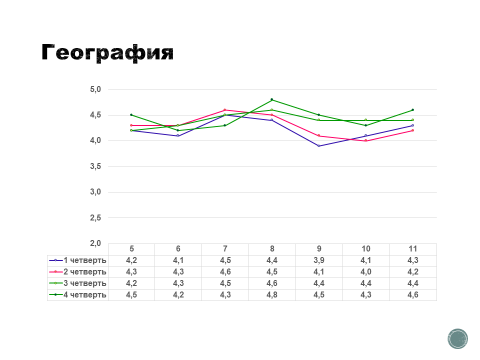 География
5,0
4,5
4,0
3,5
3,0
2,5
2,0
5 6 7 8 9 10 11
1 четверть 4,2 4,1 4,5 4,4 3,9 4,1 4,3
2 четверть 4,3 4,3 4,6 4,5 4,1 4,0 4,2
3 четверть 4,2 4,3 4,5 4,6 4,4 4,4 4,4
4 четверть 4,5 4,2 4,3 4,8 4,5 4,3 4,6